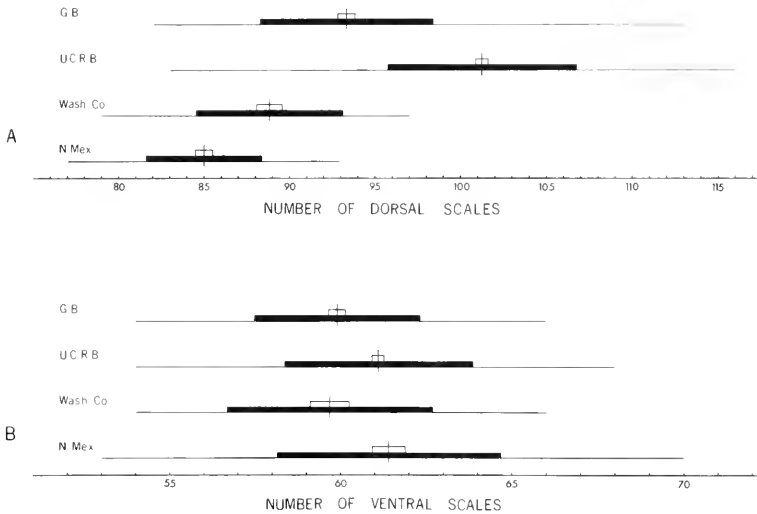 G B
U C R B
Wash Co
A
N Mex
80 85 90 95 100 105 110 115
NUMBER OF DORSAL SCALES
G B
U C R B
Wash Co
B
N Mex
55 60 65 70
NUMBER OF VENTRAL SCALES